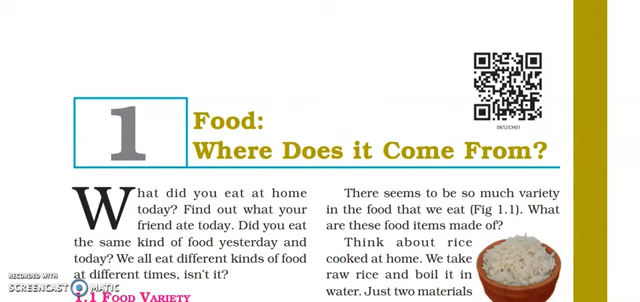 0652CH01
1
Food:
Where Does it Come From?
What did you eat at home
today? Find out what your
friend ate today. Did you eat
the same kind of food yesterday and
today? We all eat different kinds of food
at different times, isn't it?
1.1 FOOD VARIETY
There seems to be so much variety
in the food that we eat (Fig 1.1). What
are these food items made of?
Think about rice
cooked at home. We take
raw rice and boil it in
water. Just two materials
RECORDED WITH
SCREENCAST MATIC